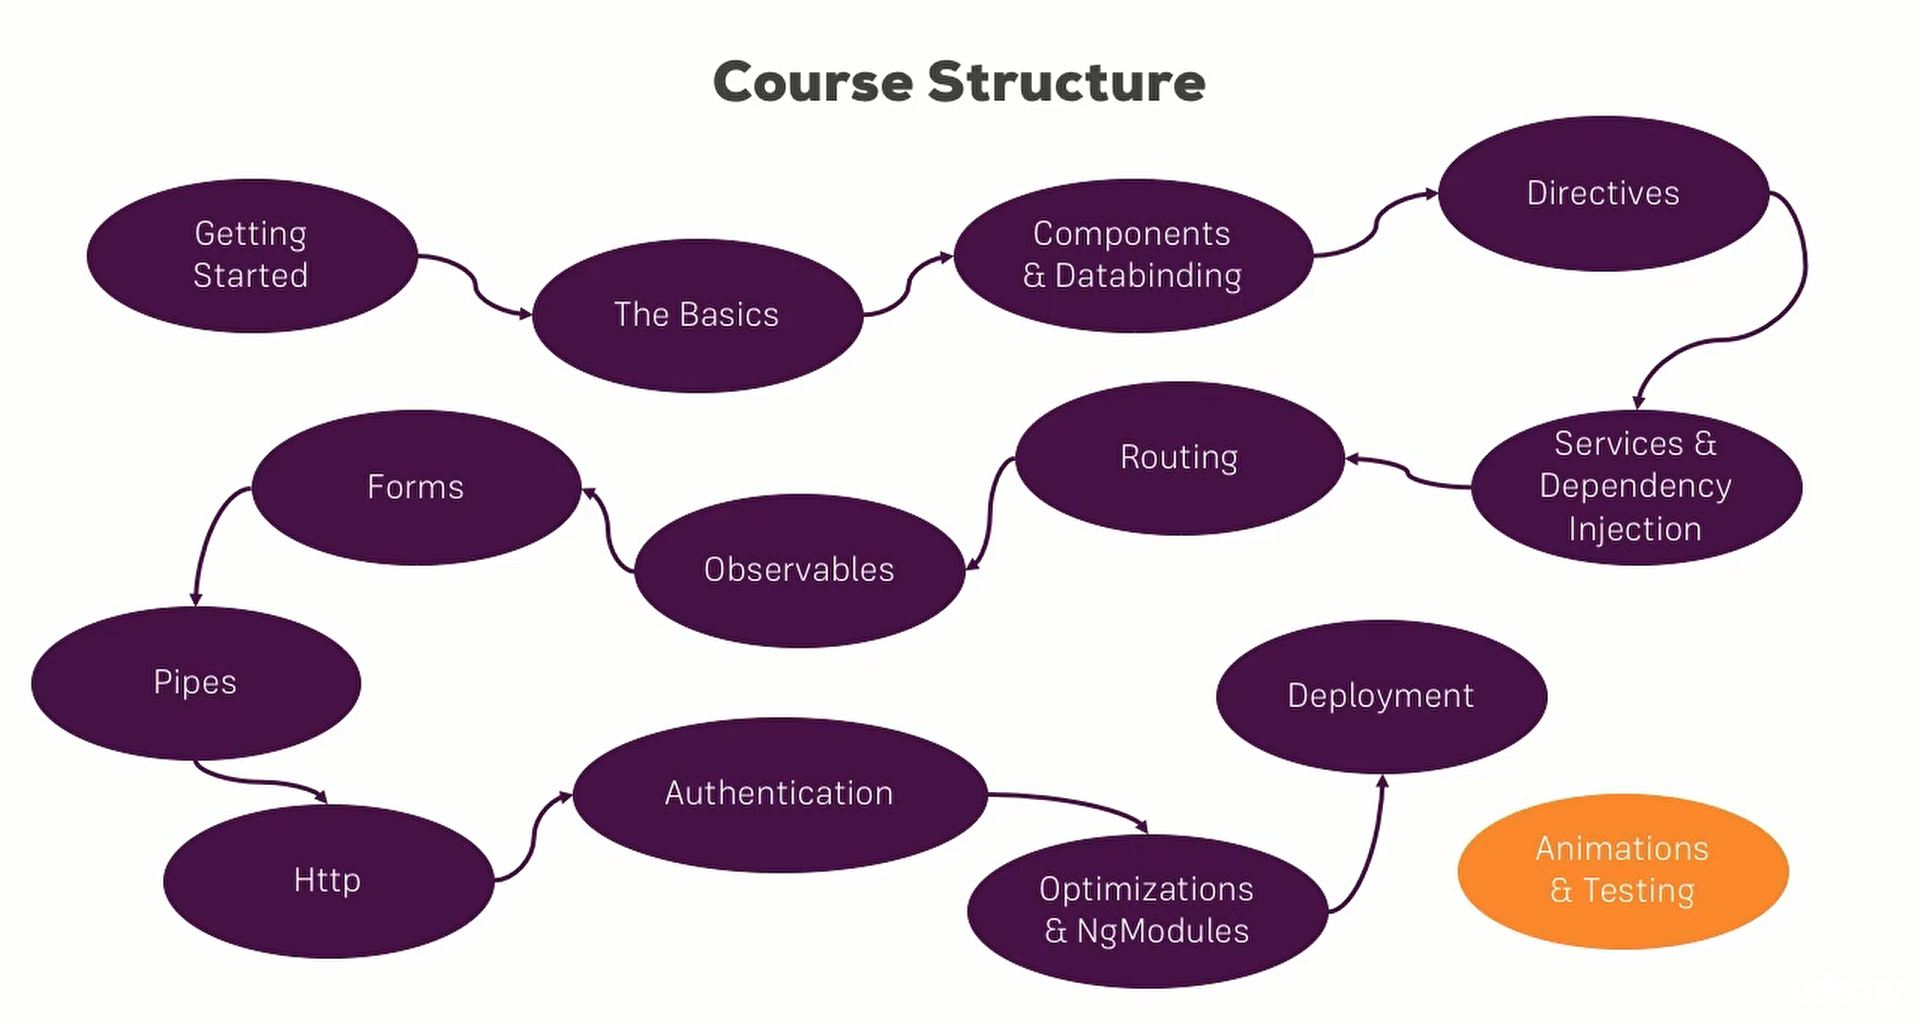 Course Structure
Getting
Started
The Basics
Components
& Databinding
Directives
Services &
Dependency
Injection
Routing
Observables
Forms
Pipes
Http
Authentication
Optimizations
& NgModules
Deployment
Animations
& Testing